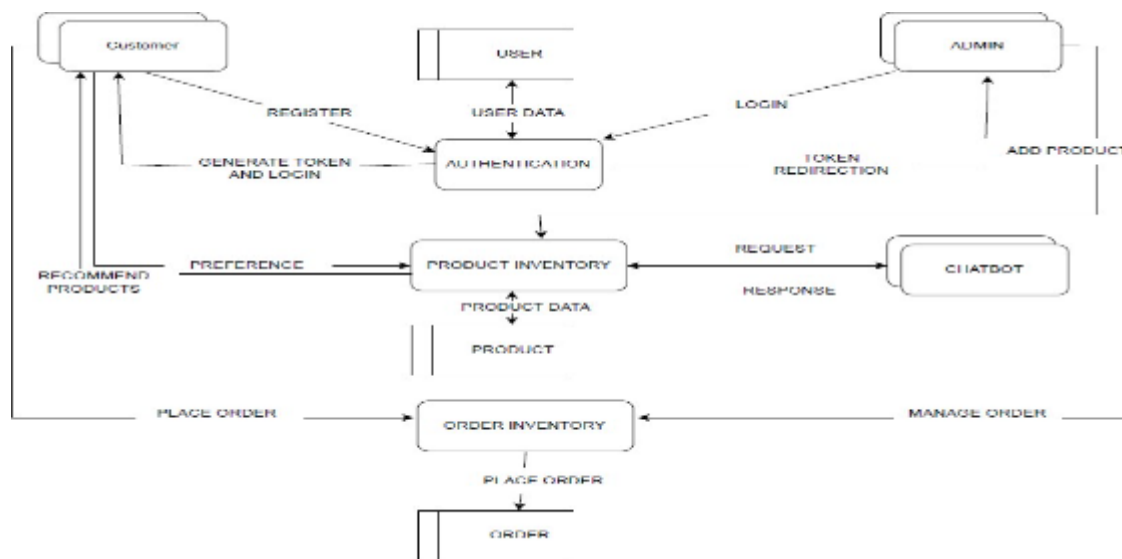 Customer
USER
ADMIN
REGISTER
USER DATA
LOGIN
GENERATE TOKEN
AND LOGIN
AUTHENTICATION
TOKEN
REDIRECTION
ADD PRODUCT
RECOMMEND
PRODUCTS
PREFERENCE
PRODUCT INVENTORY
REQUEST
RESPONSE
CHATBOT
PRODUCT DATA
PRODUCT
PLACE ORDER
ORDER INVENTORY
MANAGE ORDER
PLACE ORDER
ORDER